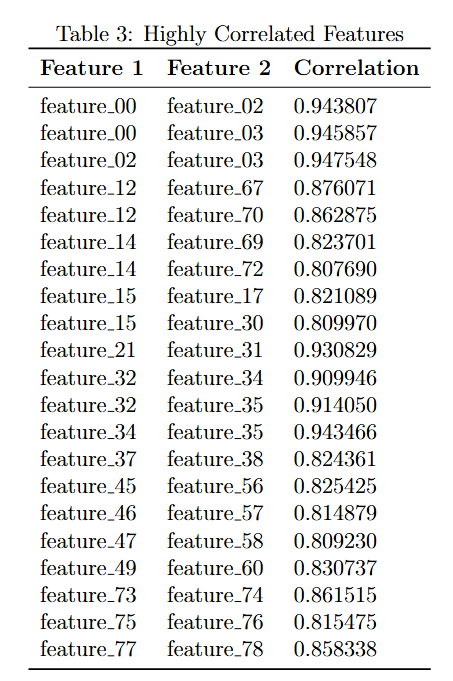 Table 3: Highly Correlated Features
Feature 1 Feature 2 Correlation
feature_00 feature_02 0.943807
feature_00 feature_03 0.945857
feature_02 feature_03 0.947548
feature_12 feature_67 0.876071
feature_12 feature_70 0.862875
feature_14 feature_69 0.823701
feature_14 feature_72 0.807690
feature_15 feature_17 0.821089
feature_15 feature_30 0.809970
feature_21 feature_31 0.930829
feature_32 feature_34 0.909946
feature_32 feature_35 0.914050
feature_34 feature_35 0.943466
feature_37 feature_38 0.824361
feature_45 feature_56 0.825425
feature_46 feature_57 0.814879
feature_47 feature_58 0.809230
feature_49 feature_60 0.830737
feature_73 feature_74 0.861515
feature_75 feature_76 0.815475
feature_77 feature_78 0.858338